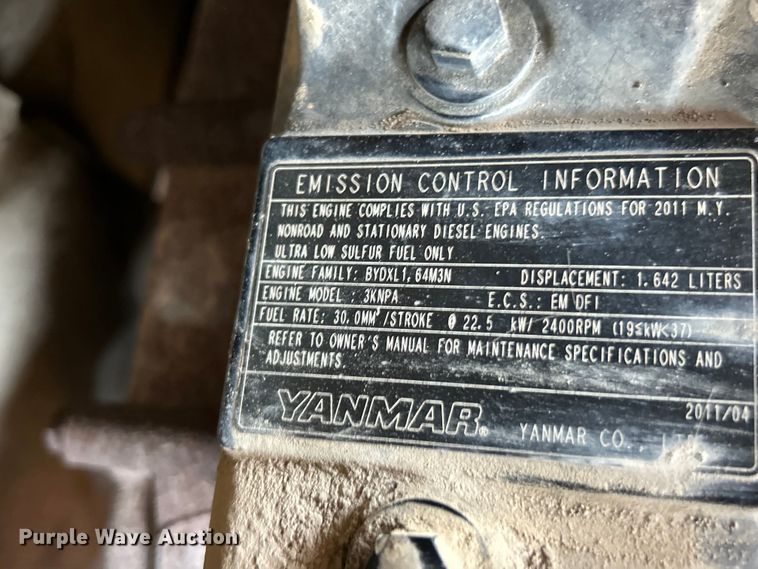 EMISSION CONTROL INFORMATION
THIS ENGINE COMPLIES WITH U.S. EPA REGULATIONS FOR 2011 M.Y.
NONROAD AND STATIONARY DIESEL ENGINES.
ULTRA LOW SULFUR FUEL ONLY
ENGINE FAMILY: BYDXL1.64M3N DISPLACEMENT: 1.642 LITERS
ENGINE MODEL : 3KNPA E.C.S.: EM DFI
FUEL RATE: 30.0MM³/STROKE @ 22.5 kW/ 2400RPM (19≤kW<37)
REFER TO OWNER'S MANUAL FOR MAINTENANCE SPECIFICATIONS AND
ADJUSTMENTS.
2011/04
YANMAR® YANMAR CO.,
Purple Wave Auction®